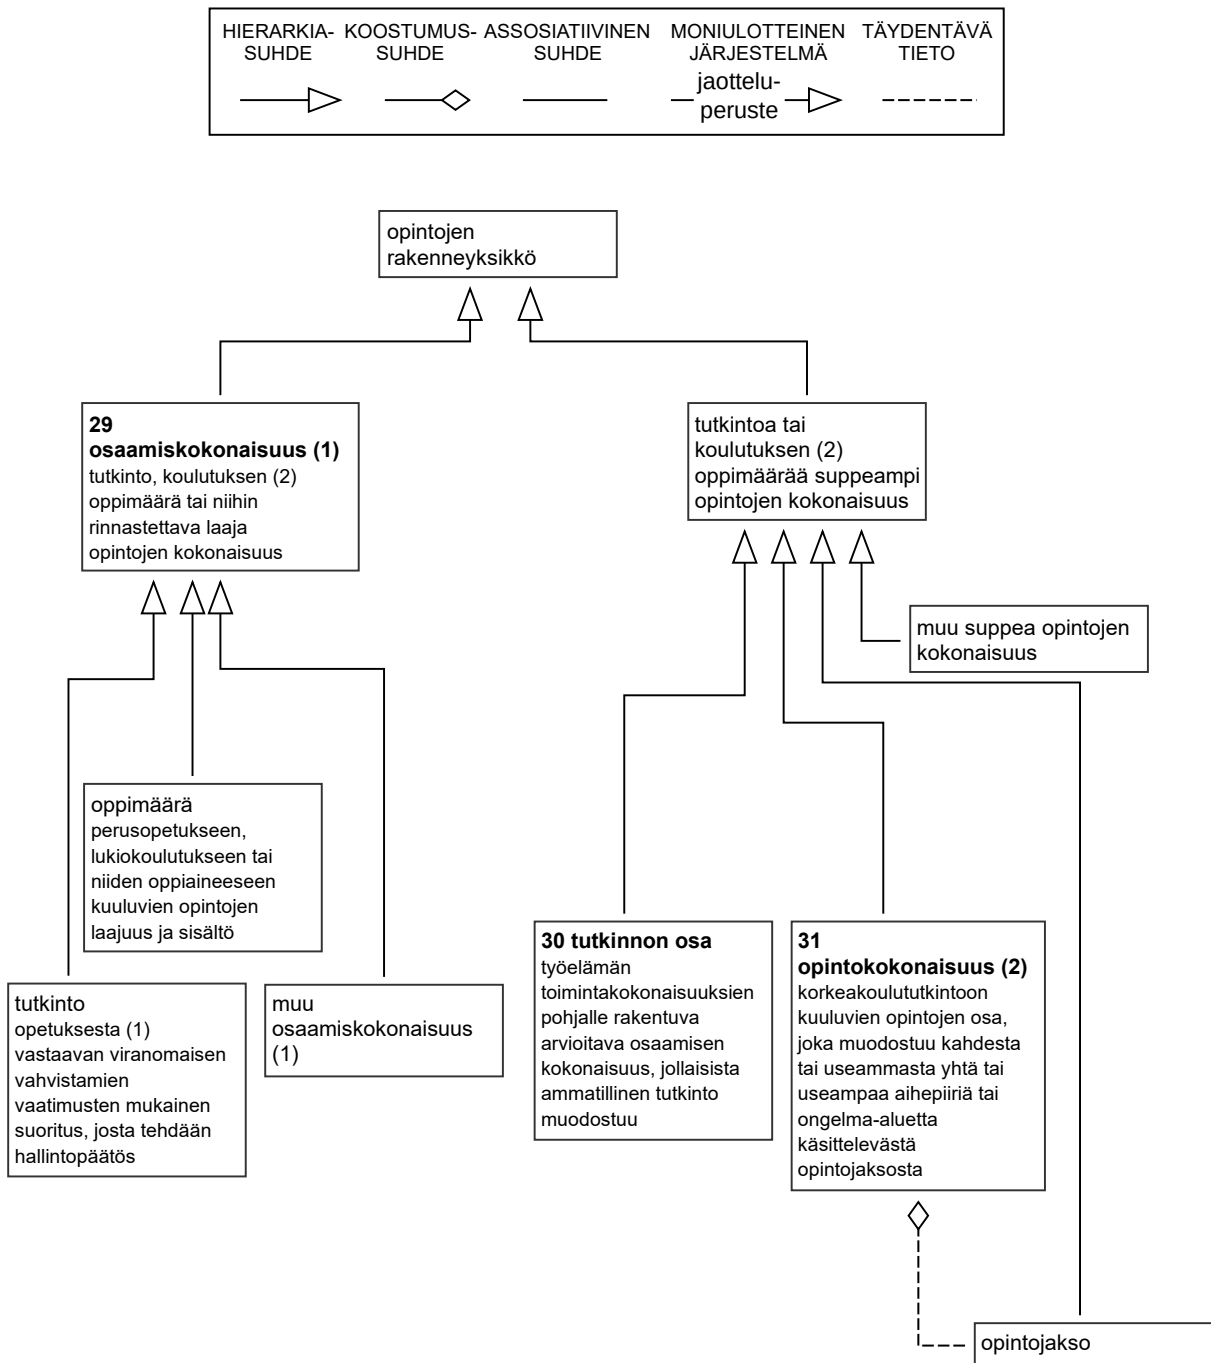 HIERARKIA-
SUHDE
KOOSTUMUS-
SUHDE
ASSOSIATIIVINEN
SUHDE
MONIULOTTEINEN
JÄRJESTELMÄ
jaottelu-
peruste
TÄYDENTÄVÄ
TIETO
opintojen
rakenneyksikkö
29
osaamiskokonaisuus (1)
tutkinto, koulutuksen (2)
oppimäärä tai niihin
rinnastettava laaja
opintojen kokonaisuus
tutkintoa tai
koulutuksen (2)
oppimäärää suppeampi
opintojen kokonaisuus
muu suppea opintojen
kokonaisuus
oppimäärä
perusopetukseen,
lukiokoulutukseen tai
niiden oppiaineeseen
kuuluvien opintojen
laajuus ja sisältö
tutkinto
opetuksesta (1)
vastaavan viranomaisen
vahvistamien
vaatimusten mukainen
suoritus, josta tehdään
hallintopäätös
muu
osaamiskokonaisuus
(1)
30 tutkinnon osa
työelämän
toimintakokonaisuuksien
pohjalle rakentuva
arvioitava osaamisen
kokonaisuus, jollaisista
ammatillinen tutkinto
muodostuu
31
opintokokonaisuus (2)
korkeakoulututkintoon
kuuluvien opintojen osa,
joka muodostuu kahdesta
tai useammasta yhtä tai
useampaa aihepiiriä tai
ongelma-aluetta
käsittelevästä
opintojaksosta
opintojakso